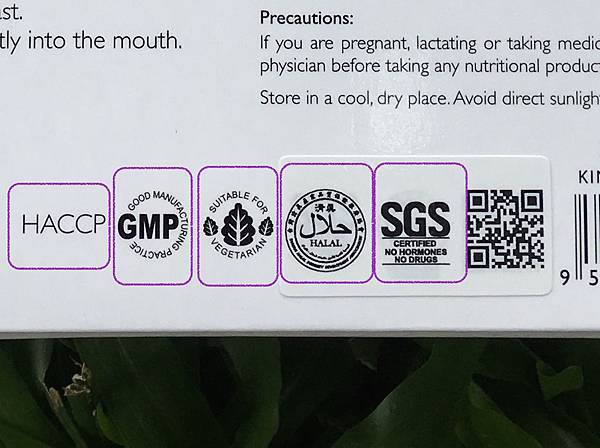 st.
tly into the mouth.
Precautions:
If you are pregnant, lactating or taking medic
physician before taking any nutritional product
Store in a cool, dry place. Avoid direct sunligh
HACCP
GOOD MANUFACTURING PRACTICE
GMP
SUITABLE FOR
VEGETARIAN
حلال
HALAL
SGS
CERTIFIED
NO HORMONES
NO DRUGS
KIN
9 5